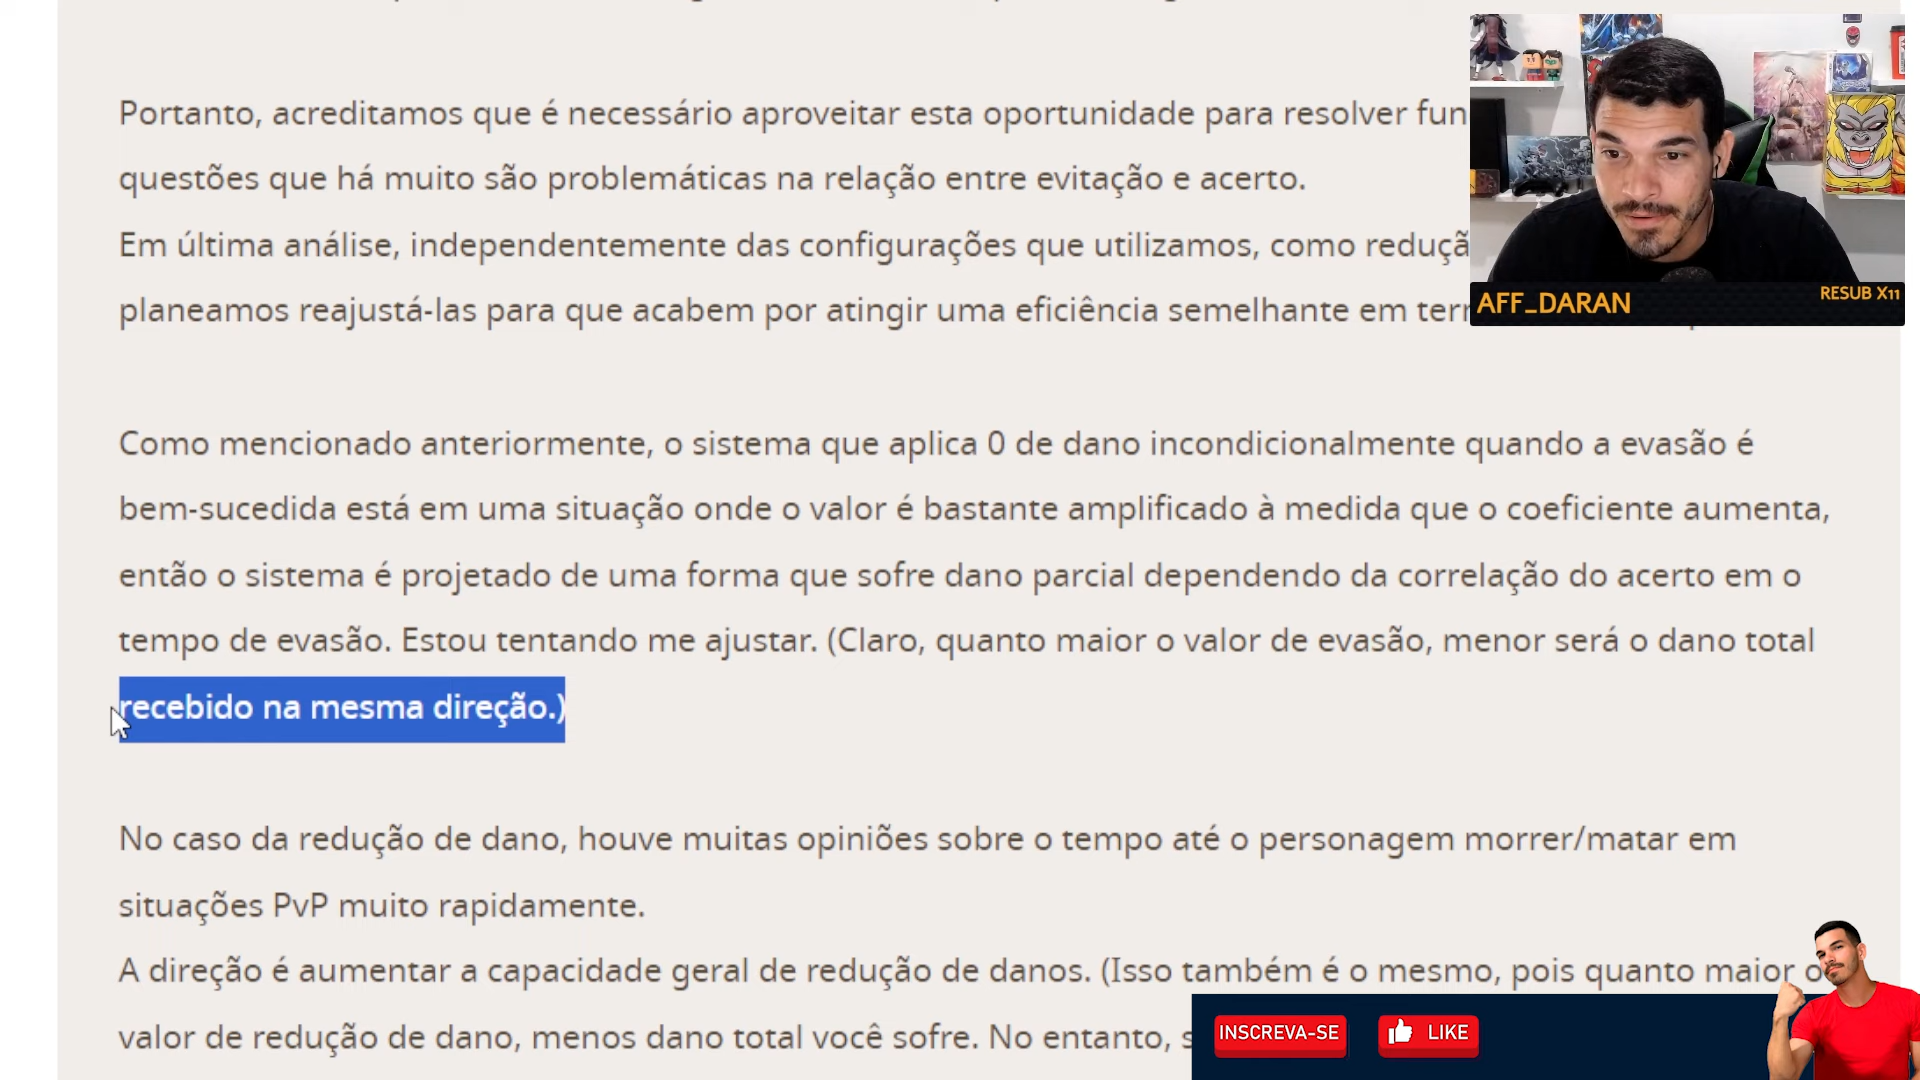 Portanto, acreditamos que é necessário aproveitar esta oportunidade para resolver fun
questões que há muito são problemáticas na relação entre evitação e acerto.
Em última análise, independentemente das configurações que utilizamos, como reduçã
planeamos reajustá-las para que acabem por atingir uma eficiência semelhante em ter
AFF_DARAN
RESUB X11
Como mencionado anteriormente, o sistema que aplica 0 de dano incondicionalmente quando a evasão é
bem-sucedida está em uma situação onde o valor é bastante amplificado à medida que o coeficiente aumenta,
então o sistema é projetado de uma forma que sofre dano parcial dependendo da correlação do acerto em o
tempo de evasão. Estou tentando me ajustar. (Claro, quanto maior o valor de evasão, menor será o dano total
recebido na mesma direção.)
No caso da redução de dano, houve muitas opiniões sobre o tempo até o personagem morrer/matar em
situações PvP muito rapidamente.
A direção é aumentar a capacidade geral de redução de danos. (Isso também é o mesmo, pois quanto maior o
valor de redução de dano, menos dano total você sofre. No entanto, s
INSCREVA-SE
LIKE